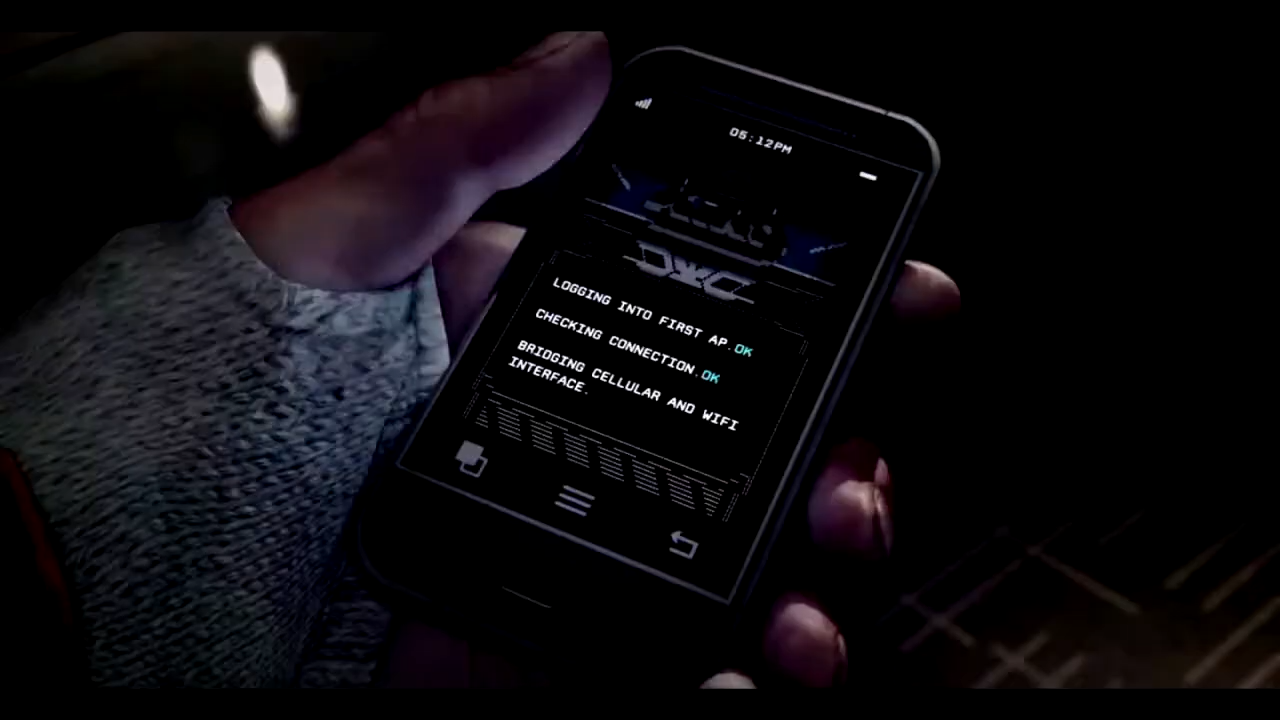 05:12PM
LOGGING INTO FIRST AP.OK
CHECKING CONNECTION.OK
BRIDGING CELLULAR AND WIFI
INTERFACE.